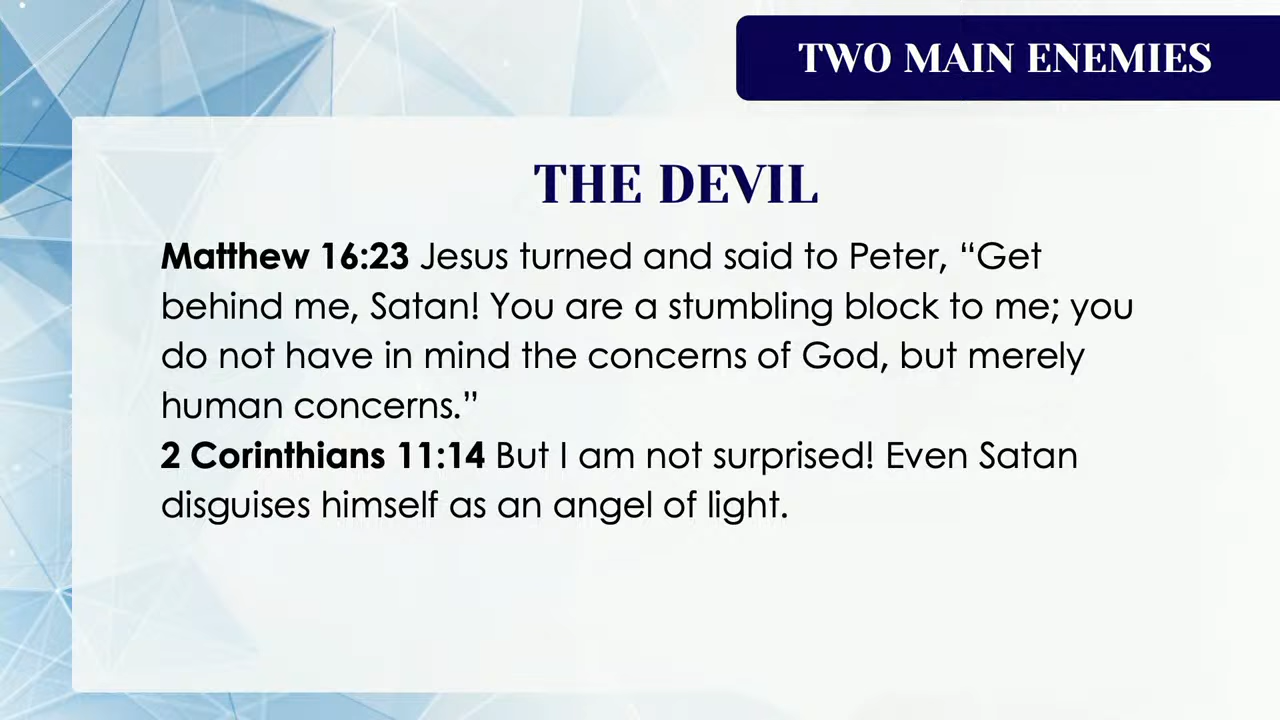 TWO MAIN ENEMIES
THE DEVIL
Matthew 16:23 Jesus turned and said to Peter, “Get
behind me, Satan! You are a stumbling block to me; you
do not have in mind the concerns of God, but merely
human concerns.”
2 Corinthians 11:14 But I am not surprised! Even Satan
disguises himself as an angel of light.